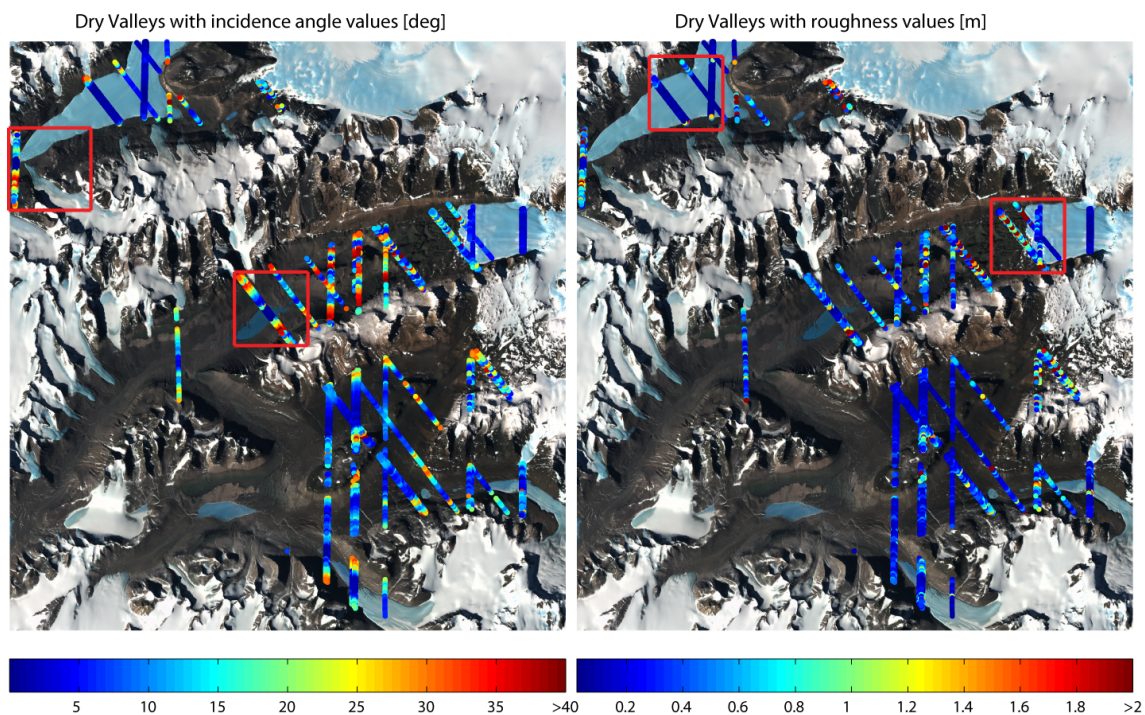 Dry Valleys with incidence angle values [deg]
Dry Valleys with roughness values [m]
5 10 15 20 25 30 35 >40
0.2 0.4 0.6 0.8 1 1.2 1.4 1.6 1.8 >2